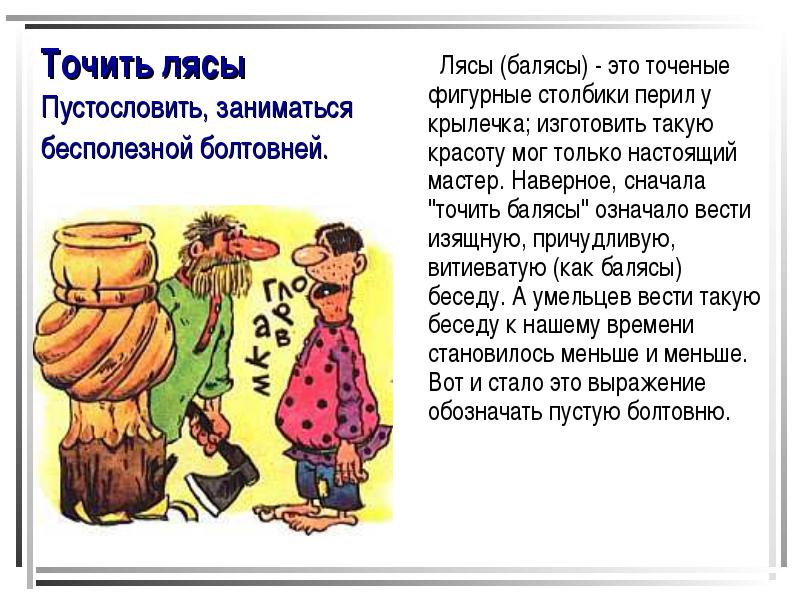 Точить лясы
Пустословить, заниматься
бесполезной болтовней.
Лясы (балясы) - это точеные
фигурные столбики перил у
крылечка; изготовить такую
красоту мог только настоящий
мастер. Наверное, сначала
"точить балясы" означало вести
изящную, причудливую,
витиеватую (как балясы)
беседу. А умельцев вести такую
беседу к нашему времени
становилось меньше и меньше.
Вот и стало это выражение
обозначать пустую болтовню.